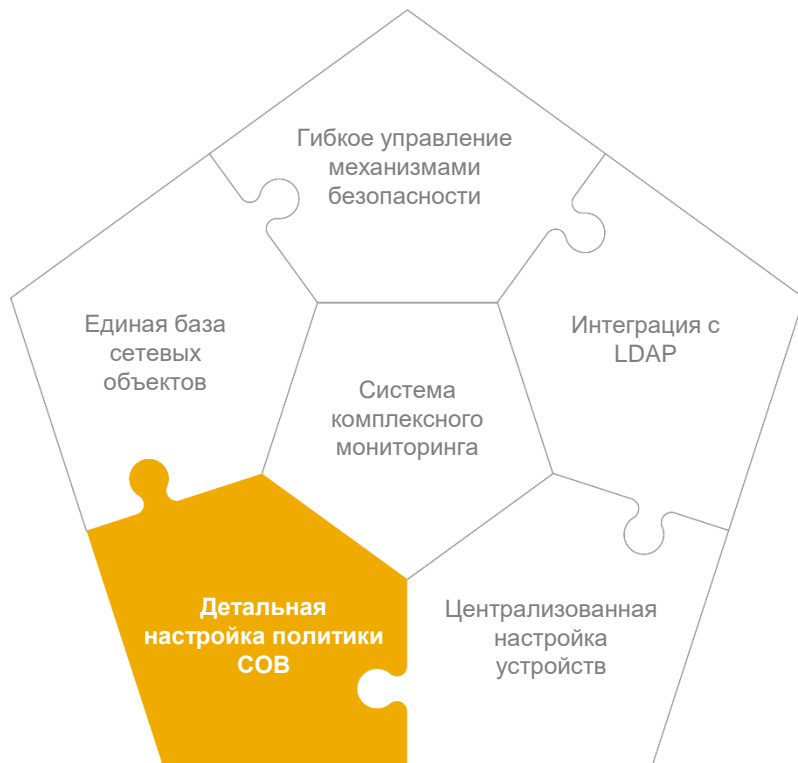 Гибкое управление
механизмами
безопасности
Единая база
сетевых
объектов
Интеграция с
LDAP
Система
комплексного
мониторинга
Детальная
настройка политики
СОВ
Централизованная
настройка
устройств